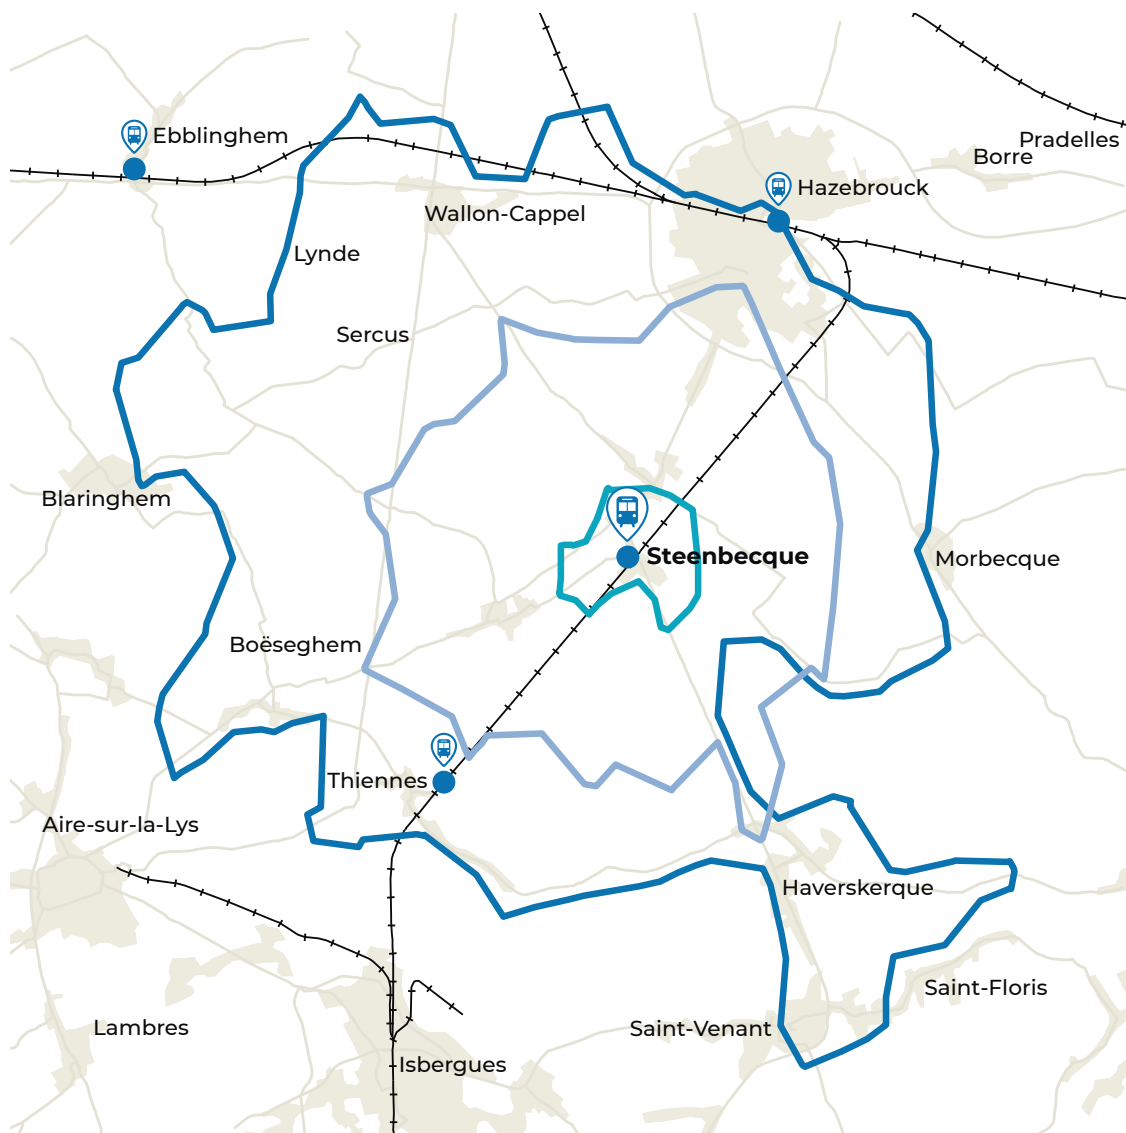 Ebblinghem
Pradelles
Borre
Hazebrouck
Wallon-Cappel
Lynde
Sercus
Blaringhem
Steenbecque
Morbecque
Boëseghem
Thiennes
Aire-sur-la-Lys
Haverskerque
Saint-Floris
Lambres
Saint-Venant
Isbergues